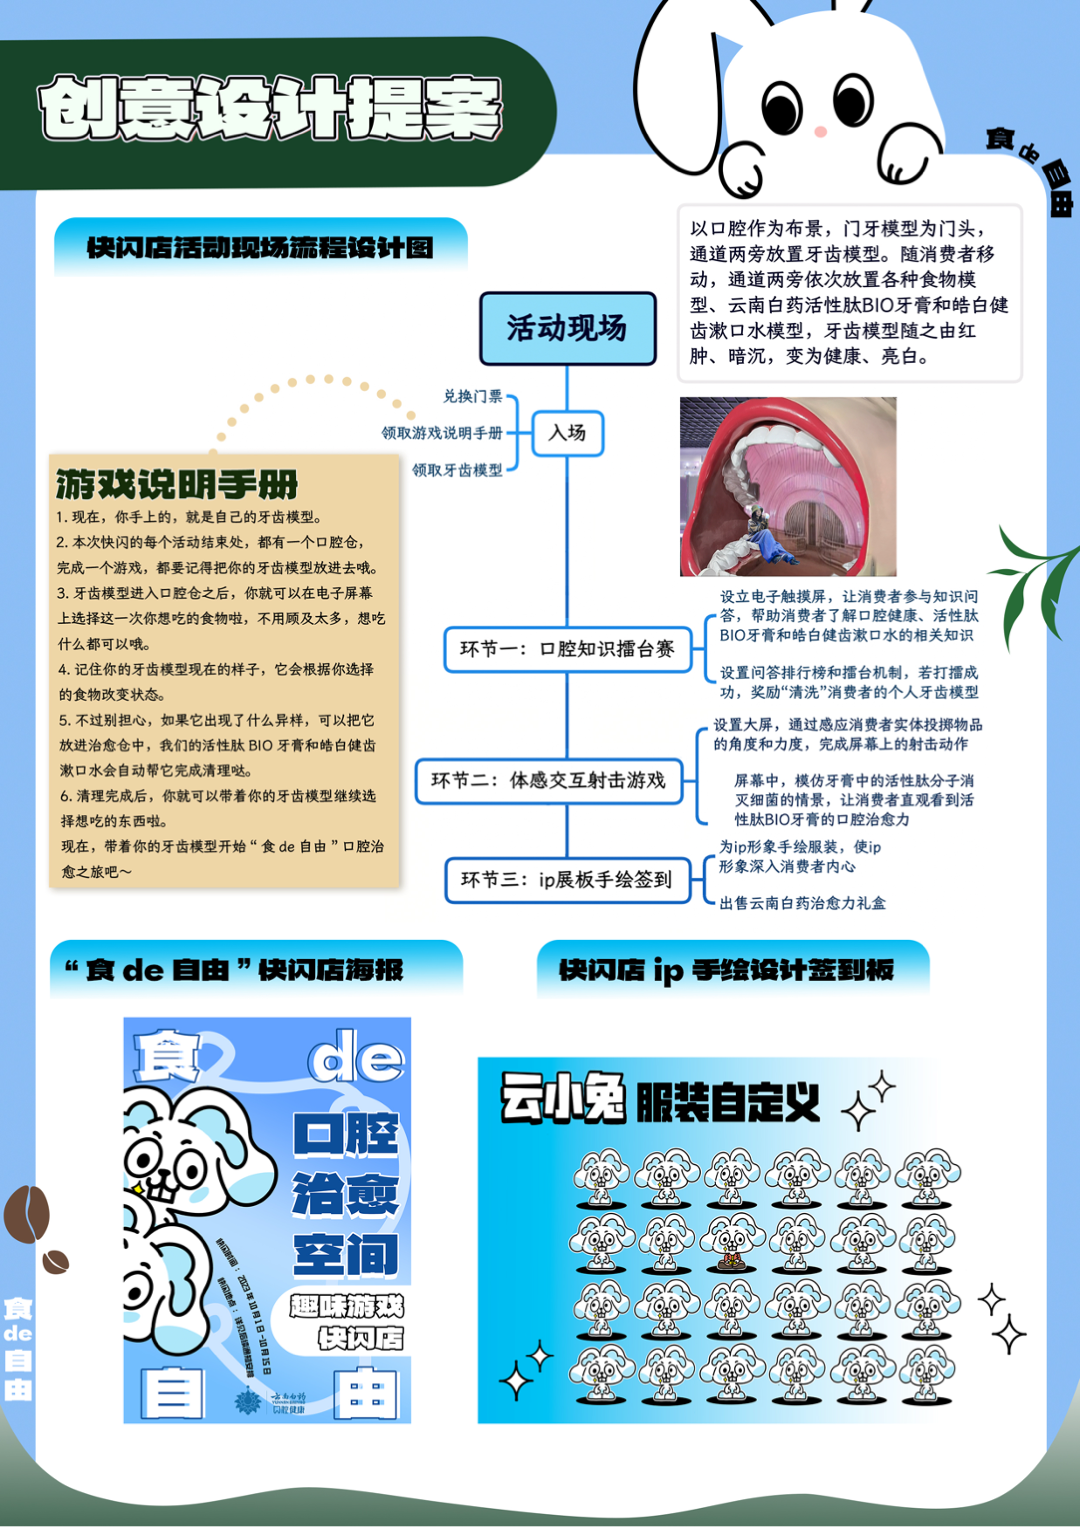 创意设计提案
食de自由
快闪店活动现场流程设计图
以口腔作为布景，门牙模型为门头，
通道两旁放置牙齿模型。随消费者移
动，通道两旁依次放置各种食物模
型、云南白药活性肽BIO牙膏和皓白健
齿漱口水模型，牙齿模型随之由红
肿、暗沉，变为健康、亮白。
活动现场
兑换门票
领取游戏说明手册
领取牙齿模型
入场
游戏说明手册
1. 现在，你手上的，就是自己的牙齿模型。
2. 本次快闪的每个活动结束处，都有一个口腔仓，
完成一个游戏，都要记得把你的牙齿模型放进去哦。
3. 牙齿模型进入口腔仓之后，你就可以在电子屏幕
上选择这一次你想吃的食物啦，不用顾及太多，想吃
什么都可以哦。
4. 记住你的牙齿模型现在的样子，它会根据你选择
的食物改变状态。
5. 不过别担心，如果它出现了什么异样，可以把它
放进治愈仓中，我们的活性肽 BIO 牙膏和皓白健齿
漱口水会自动帮它完成清理哒。
6. 清理完成后，你就可以带着你的牙齿模型继续选
择想吃的东西啦。
现在，带着你的牙齿模型开始“食 de 自由”口腔治
愈之旅吧～
环节一：口腔知识擂台赛
设立电子触摸屏，让消费者参与知识问
答，帮助消费者了解口腔健康、活性肽
BIO牙膏和皓白健齿漱口水的相关知识
设置问答排行榜和擂台机制，若打擂成
功，奖励“清洗”消费者的个人牙齿模型
环节二：体感交互射击游戏
设置大屏，通过感应消费者实体投掷物品
的角度和力度，完成屏幕上的射击动作
屏幕中，模仿牙膏中的活性肽分子消
灭细菌的情景，让消费者直观看到活
性肽BIO牙膏的口腔治愈力
环节三：ip展板手绘签到
为ip形象手绘服装，使ip
形象深入消费者内心
出售云南白药治愈力礼盒
“食 de 自由”快闪店海报
食 de
口腔
治愈
空间
趣味游戏
快闪店
快闪时间：2023年10月1日-10月15日
自由
云南白药
口腔健康
快闪店 ip 手绘设计签到板
云小兔 服装自定义
食
de
自
由